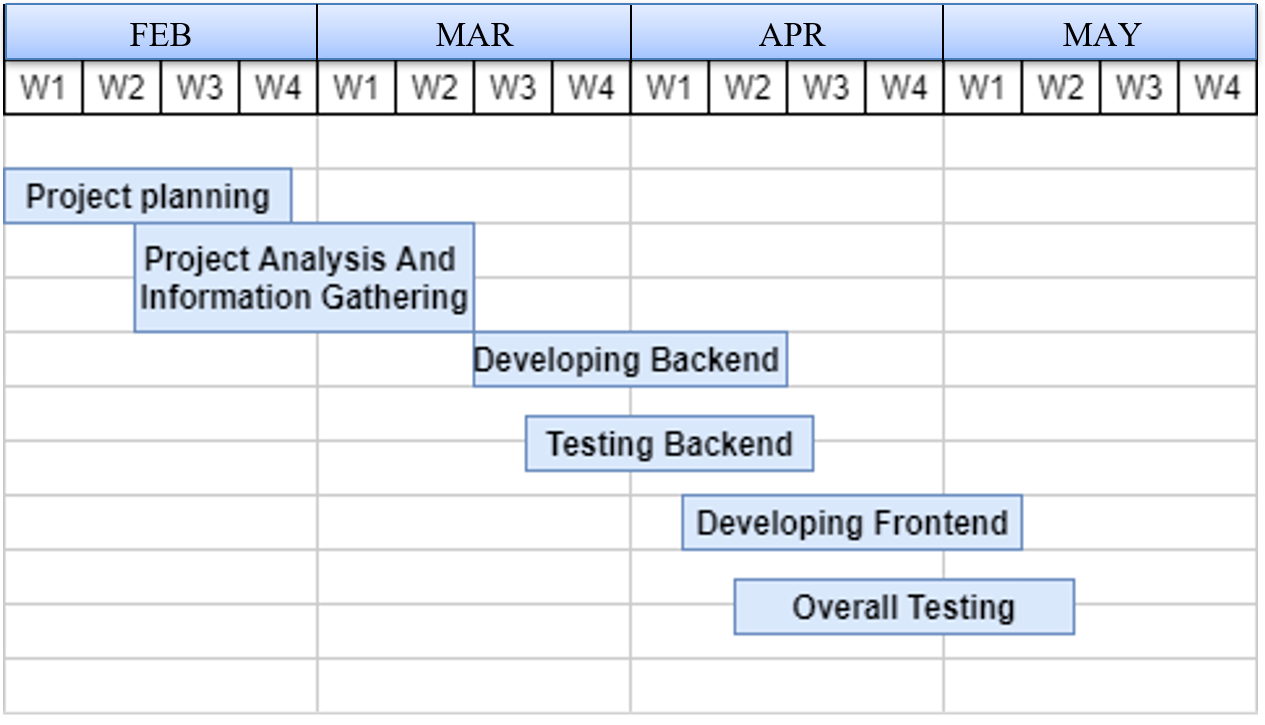 FEB MAR APR MAY
W1 W2 W3 W4 W1 W2 W3 W4 W1 W2 W3 W4 W1 W2 W3 W4
Project planning
Project Analysis And
Information Gathering
Developing Backend
Testing Backend
Developing Frontend
Overall Testing